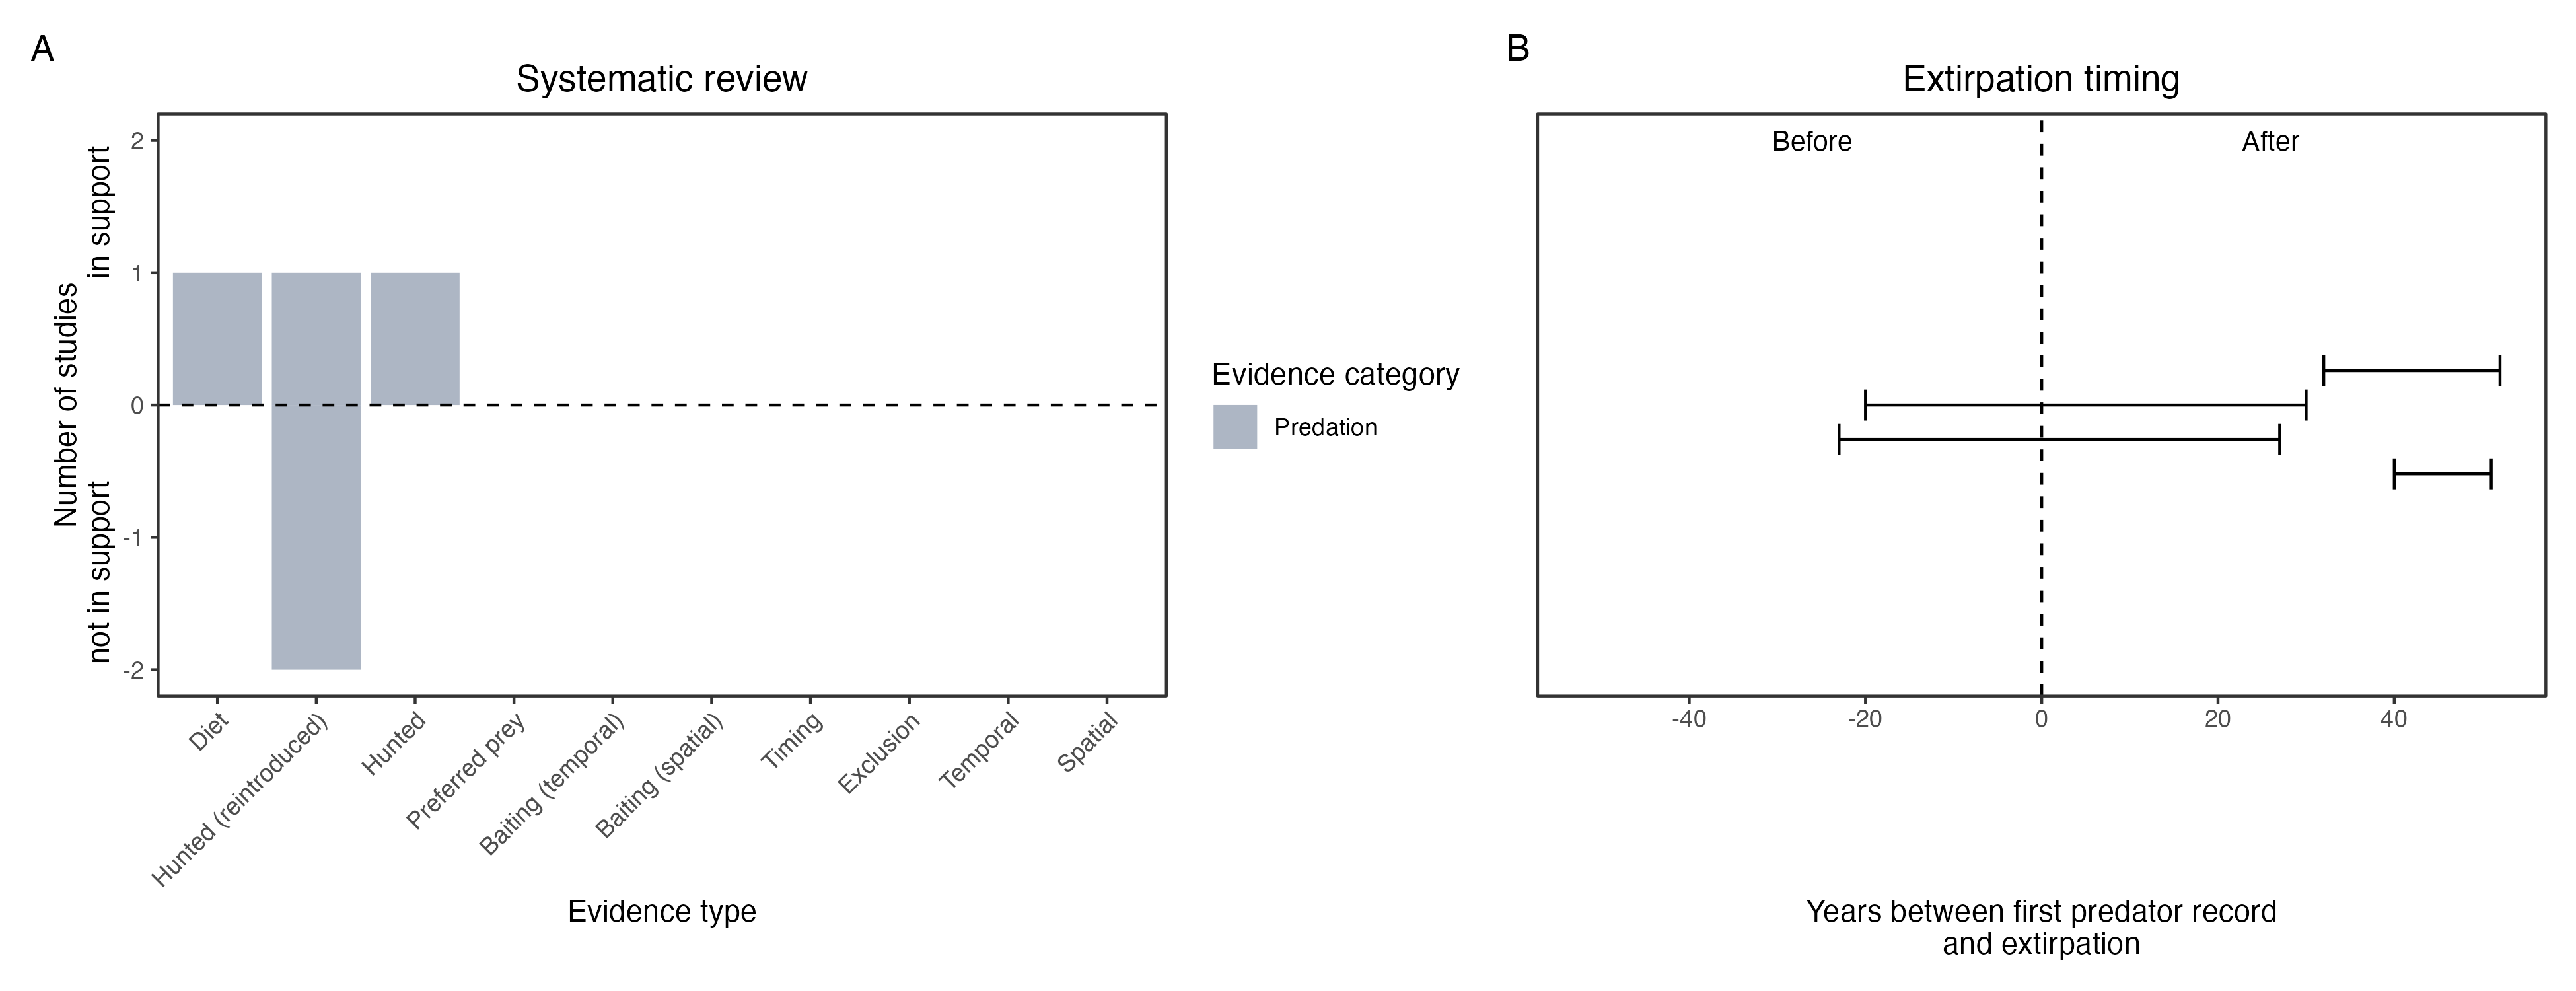 A
Systematic review
Number of studies
in support
not in support
2
1
0
-1
-2
Diet
Hunted (reintroduced)
Hunted
Preferred prey
Baiting (temporal)
Baiting (spatial)
Timing
Exclusion
Temporal
Spatial
Evidence type
Evidence category
Predation
B
Extirpation timing
Before
After
-40
-20
0
20
40
Years between first predator record
and extirpation